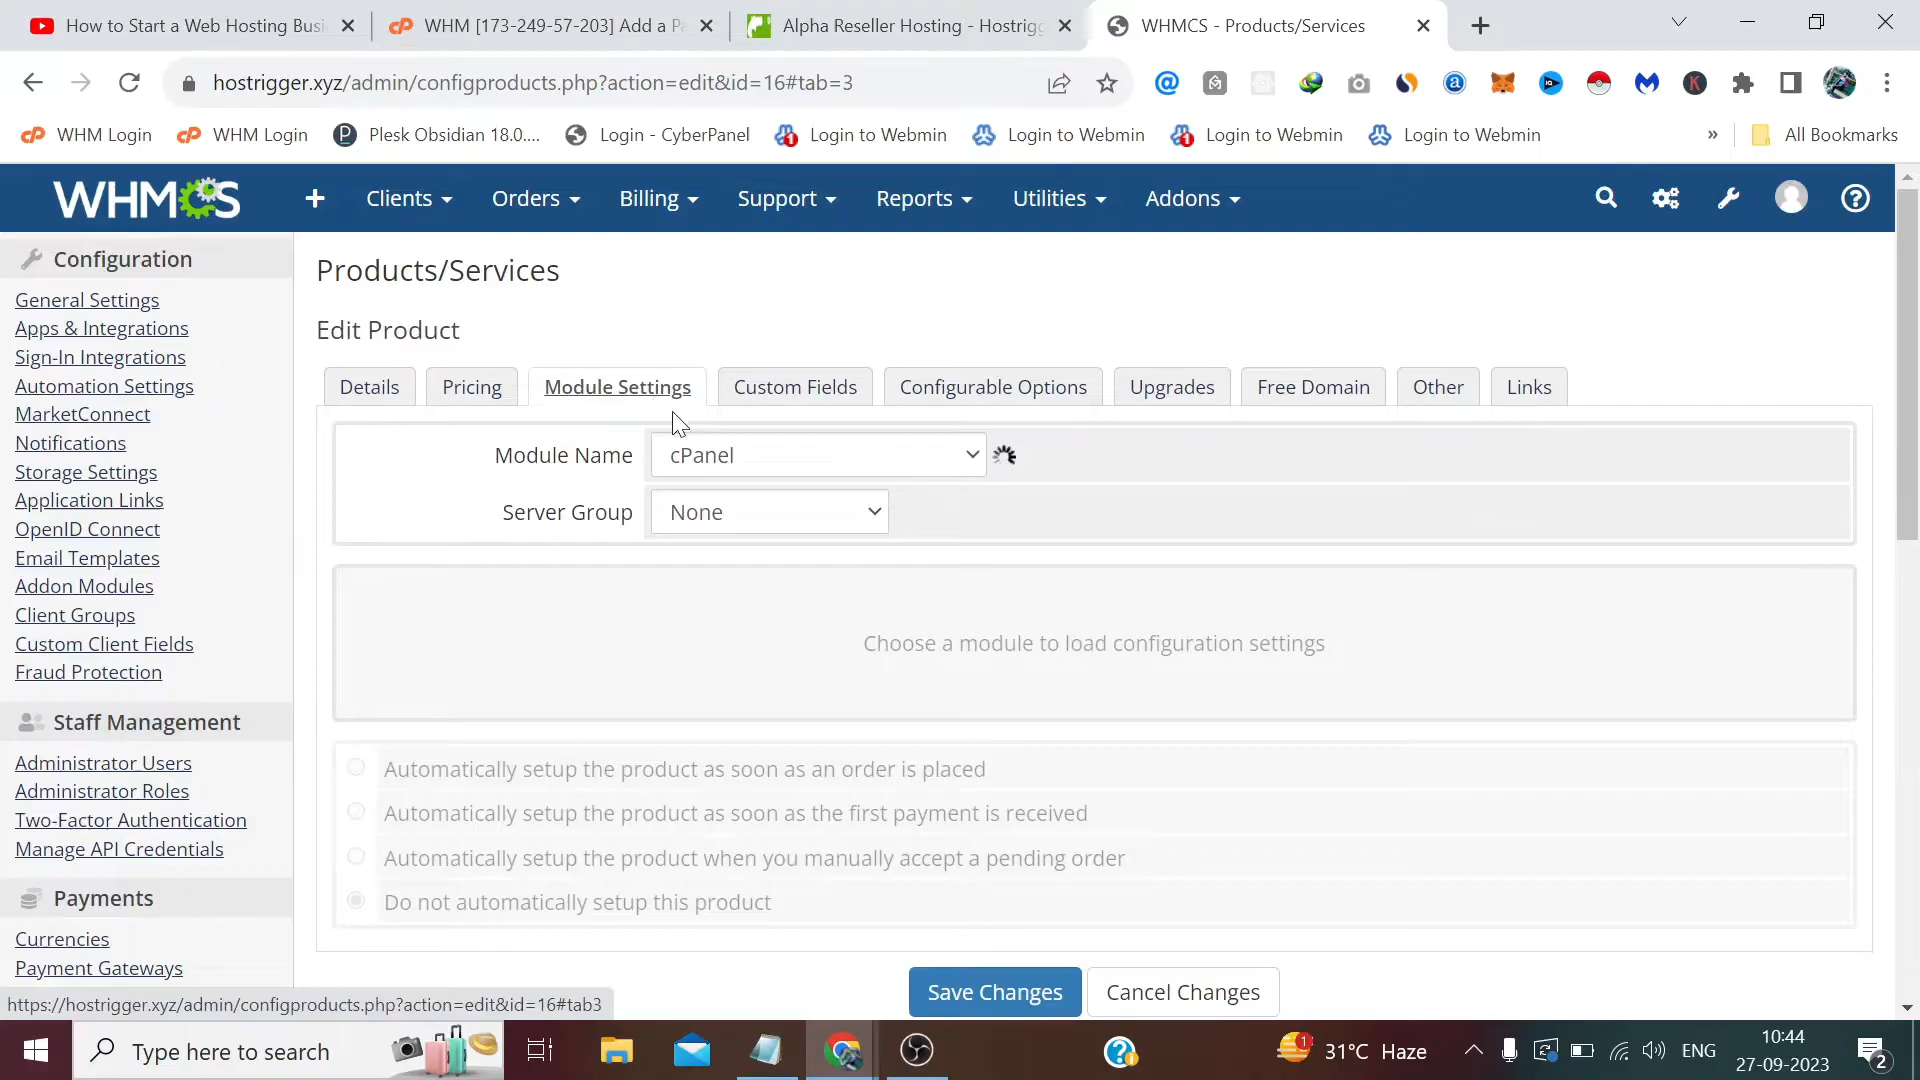 How to Start a Web Hosting Busi
WHM [173-249-57-203] Add a Pa
Alpha Reseller Hosting - Hostrigg
WHMCS - Products/Services
hostrigger.xyz/admin/configproducts.php?action=edit&id=16#tab=3
WHM Login
WHM Login
Plesk Obsidian 18.0....
Login - CyberPanel
Login to Webmin
Login to Webmin
Login to Webmin
Login to Webmin
»
All Bookmarks
WHMCS
Clients
Orders
Billing
Support
Reports
Utilities
Addons
Configuration
General Settings
Apps & Integrations
Sign-In Integrations
Automation Settings
MarketConnect
Notifications
Storage Settings
Application Links
OpenID Connect
Email Templates
Addon Modules
Client Groups
Custom Client Fields
Fraud Protection
Staff Management
Administrator Users
Administrator Roles
Two-Factor Authentication
Manage API Credentials
Payments
Currencies
Payment Gateways
Products/Services
Edit Product
Details
Pricing
Module Settings
Custom Fields
Configurable Options
Upgrades
Free Domain
Other
Links
Module Name
cPanel
Server Group
None
Choose a module to load configuration settings
Automatically setup the product as soon as an order is placed
Automatically setup the product as soon as the first payment is received
Automatically setup the product when you manually accept a pending order
Do not automatically setup this product
Save Changes
Cancel Changes
https://hostrigger.xyz/admin/configproducts.php?action=edit&id=16#tab3
Type here to search
31°C Haze
ENG
10:44
27-09-2023
2